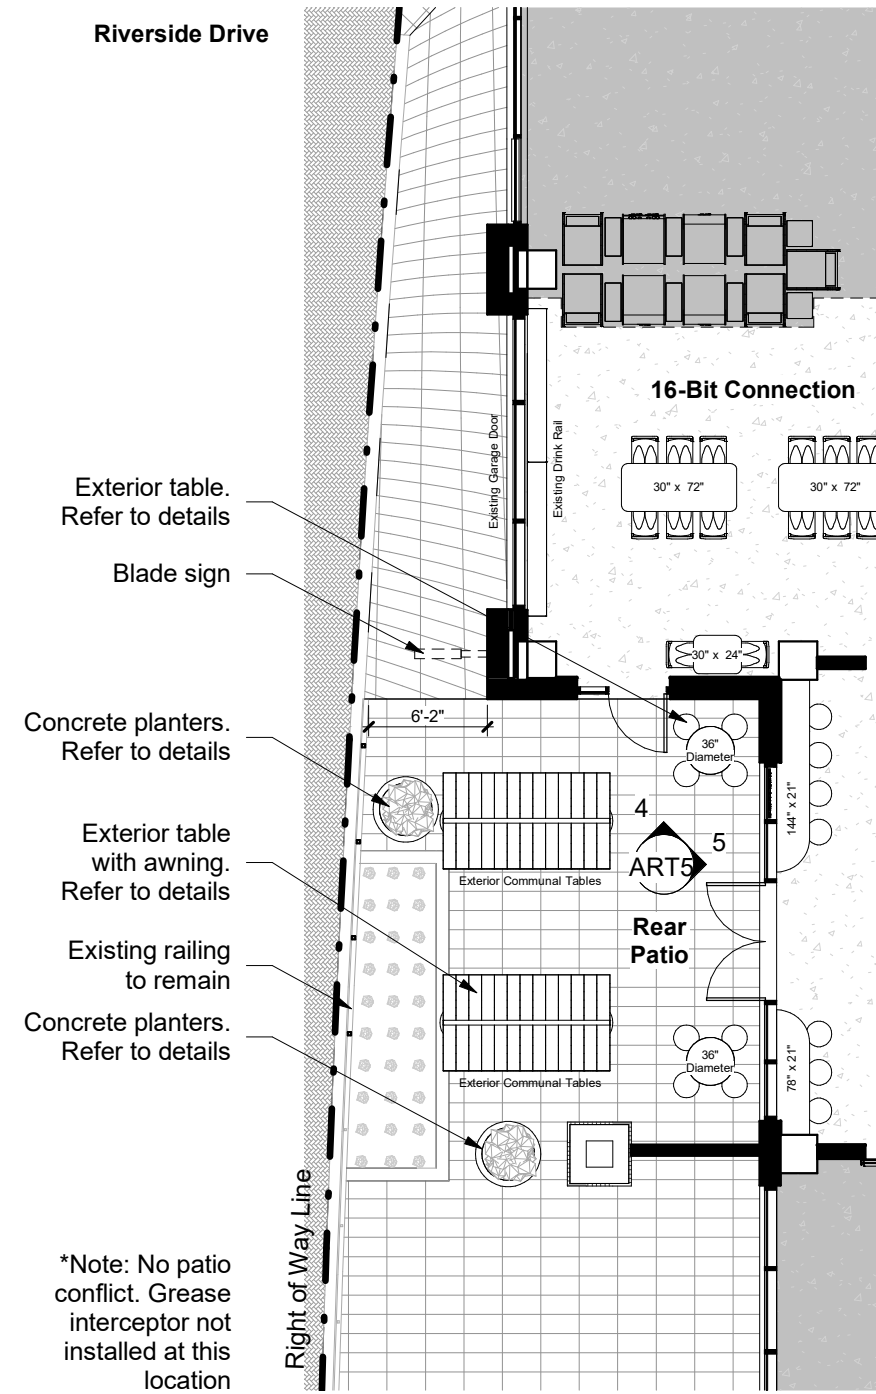 Riverside Drive
16-Bit Connection
Existing Garage Door
Existing Drink Rail
30" x 72"
30" x 72"
Exterior table.
Refer to details
Blade sign
30" x 24"
6'-2"
Concrete planters.
Refer to details
36"
Diameter
144" x 21"
4
5
ART5
Exterior table
with awning.
Refer to details
Exterior Communal Tables
Rear
Patio
Existing railing
to remain
Concrete planters.
Refer to details
36"
Diameter
78" x 21"
Exterior Communal Tables
Right of Way Line
*Note: No patio
conflict. Grease
interceptor not
installed at this
location